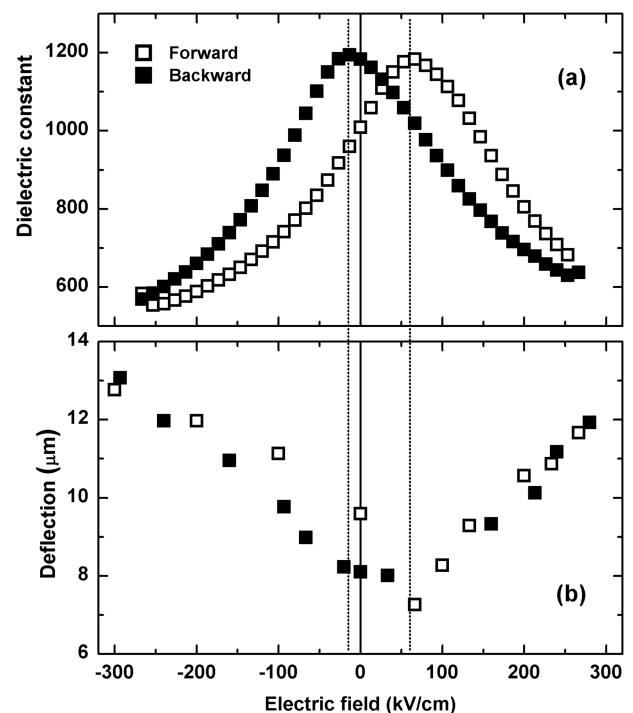 1200
1000
800
600
Dielectric constant
Forward
Backward
(a)
14
12
10
8
6
Deflection (μm)
(b)
-300 -200 -100 0 100 200 300
Electric field (kV/cm)